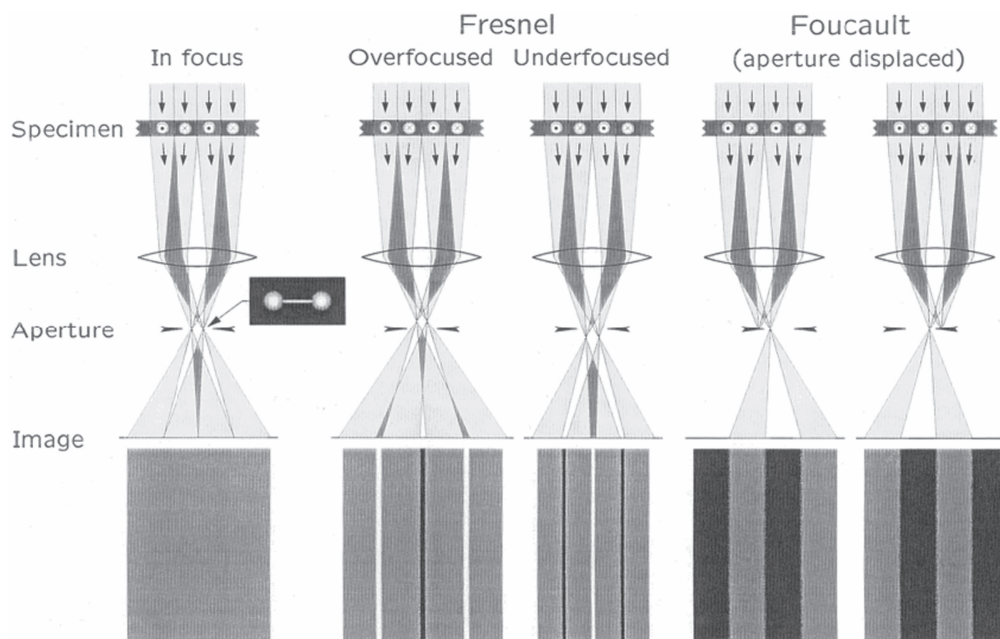 Fresnel
Foucault
In focus
Overfocused
Underfocused
(aperture displaced)
Specimen
Lens
Aperture
Image